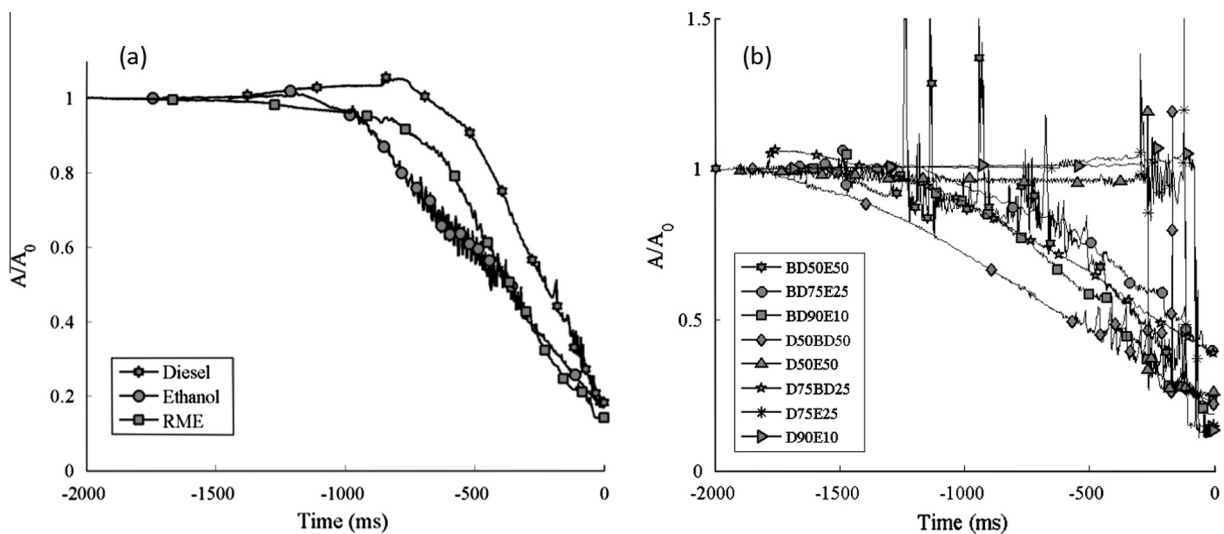 (a)
1
0.8
0.6
0.4
0.2
0
A/A0
Diesel
Ethanol
RME
-2000
-1500
-1000
-500
0
Time (ms)
(b)
1.5
1
0.5
0
A/A0
BD50E50
BD75E25
BD90E10
D50BD50
D50E50
D75BD25
D75E25
D90E10
-2000
-1500
-1000
-500
0
Time (ms)